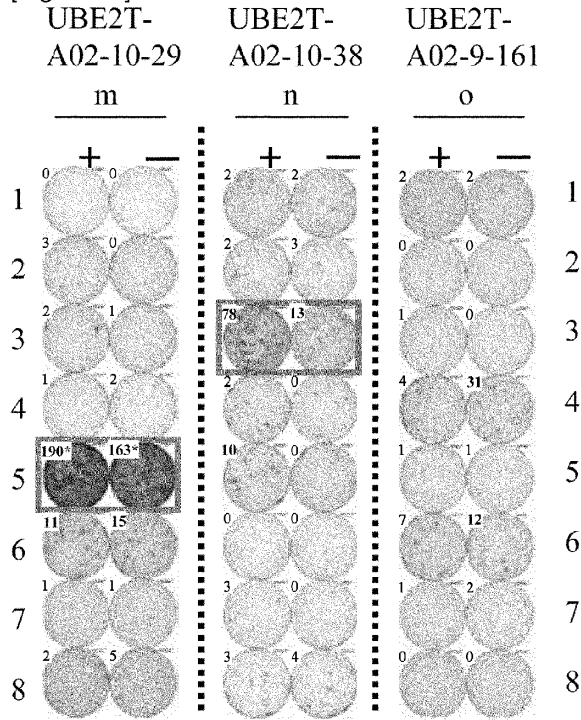 UBE2T- UBE2T- UBE2T-
A02-10-29 A02-10-38 A02-9-161
m n o
+ — + — + —
1 0 0 2 2 2 2 1
2 3 0 2 3 0 0 2
3 2 1 78 13 1 0 3
4 1 2 2 0 4 31 4
5 190* 163* 10 0 1 1 5
6 11 15 0 0 7 12 6
7 1 1 3 0 1 2 7
8 2 5 3 4 0 0 8